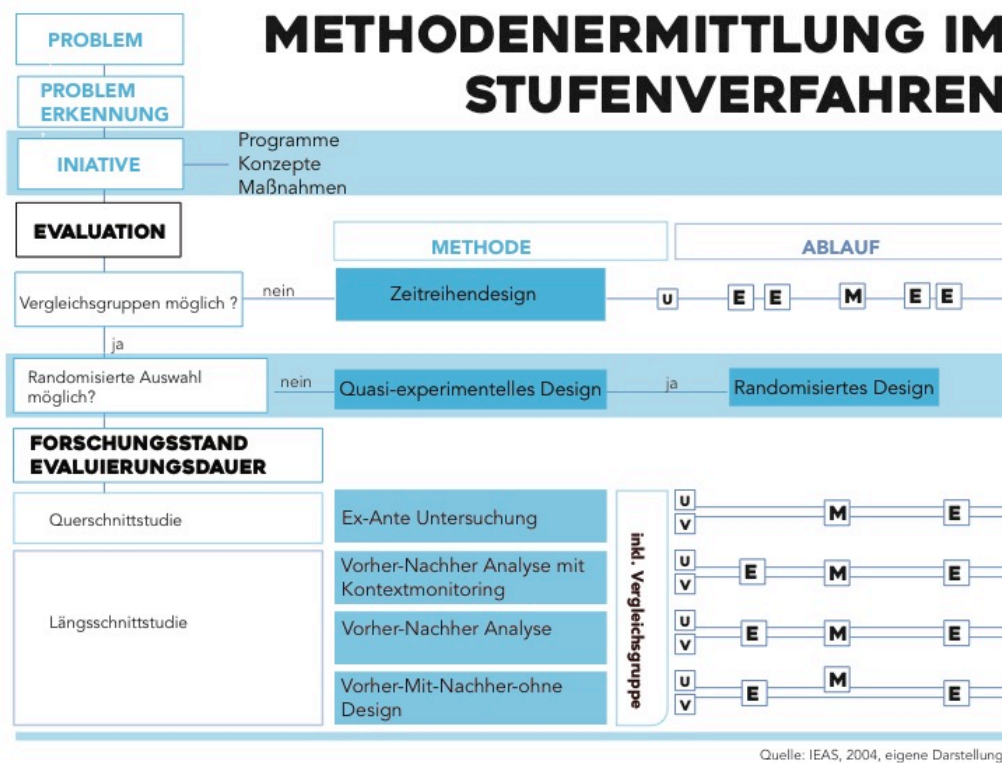 METHODENERMITTLUNG IM
STUFENVERFAHREN
PROBLEM
PROBLEM
ERKENNUNG
INIATIVE
Programme
Konzepte
Maßnahmen
EVALUATION
METHODE
ABLAUF
Vergleichsgruppen möglich ?
nein
Zeitreihendesign
U E E M E E
ja
Randomisierte Auswahl
möglich?
nein
Quasi-experimentelles Design
ja
Randomisiertes Design
FORSCHUNGSSTAND
EVALUIERUNGSDAUER
Querschnittstudie
Ex-Ante Untersuchung
inkl. Vergleichsgruppe
U
V
M E
Längsschnittstudie
Vorher-Nachher Analyse mit
Kontextmonitoring
U
V
E M E
Vorher-Nachher Analyse
U
V
E M E
Vorher-Mit-Nachher-ohne
Design
U
V
E M E
Quelle: IEAS, 2004, eigene Darstellung